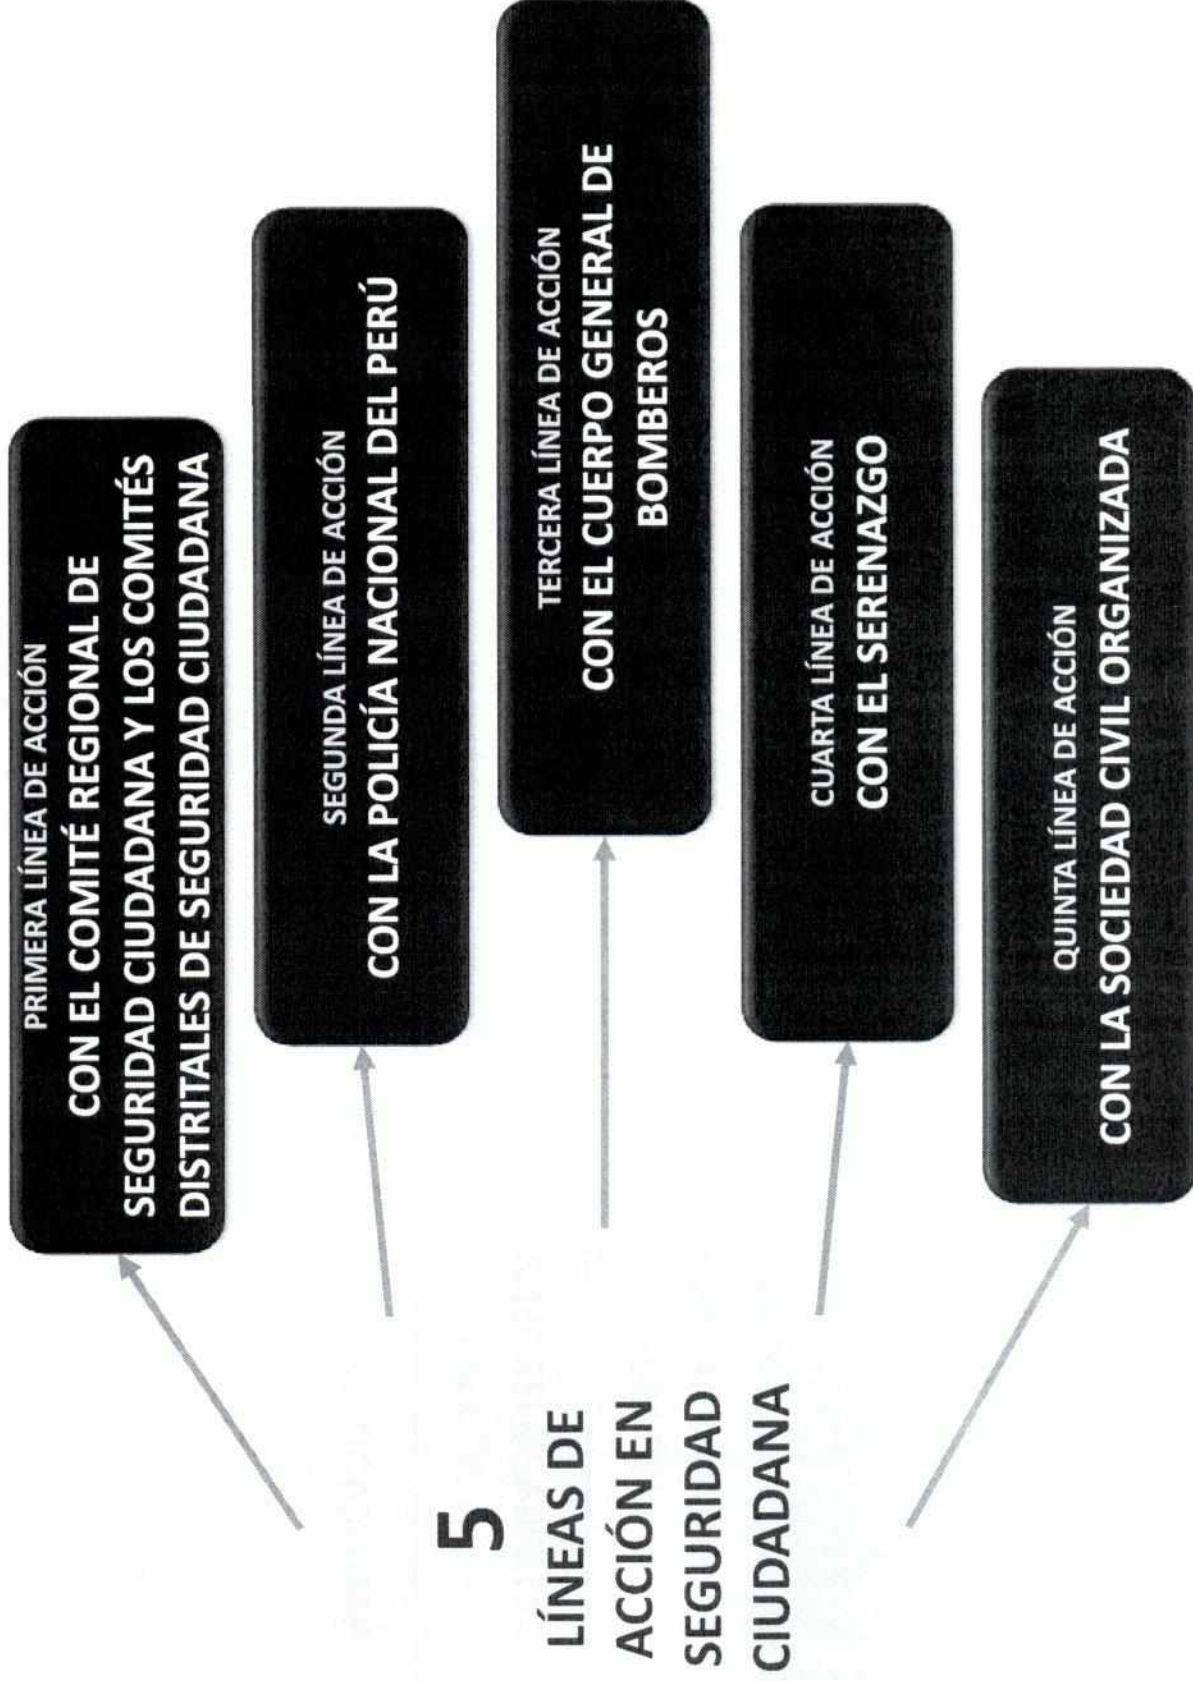 5
LÍNEAS DE
ACCIÓN EN
SEGURIDAD
CIUDADANA
PRIMERA LÍNEA DE ACCIÓN
CON EL COMITÉ REGIONAL DE
SEGURIDAD CIUDADANA Y LOS COMITÉS
DISTRITALES DE SEGURIDAD CIUDADANA
SEGUNDA LÍNEA DE ACCIÓN
CON LA POLICÍA NACIONAL DEL PERÚ
TERCERA LÍNEA DE ACCIÓN
CON EL CUERPO GENERAL DE
BOMBEROS
CUARTA LÍNEA DE ACCIÓN
CON EL SERENAZGO
QUINTA LÍNEA DE ACCIÓN
CON LA SOCIEDAD CIVIL ORGANIZADA